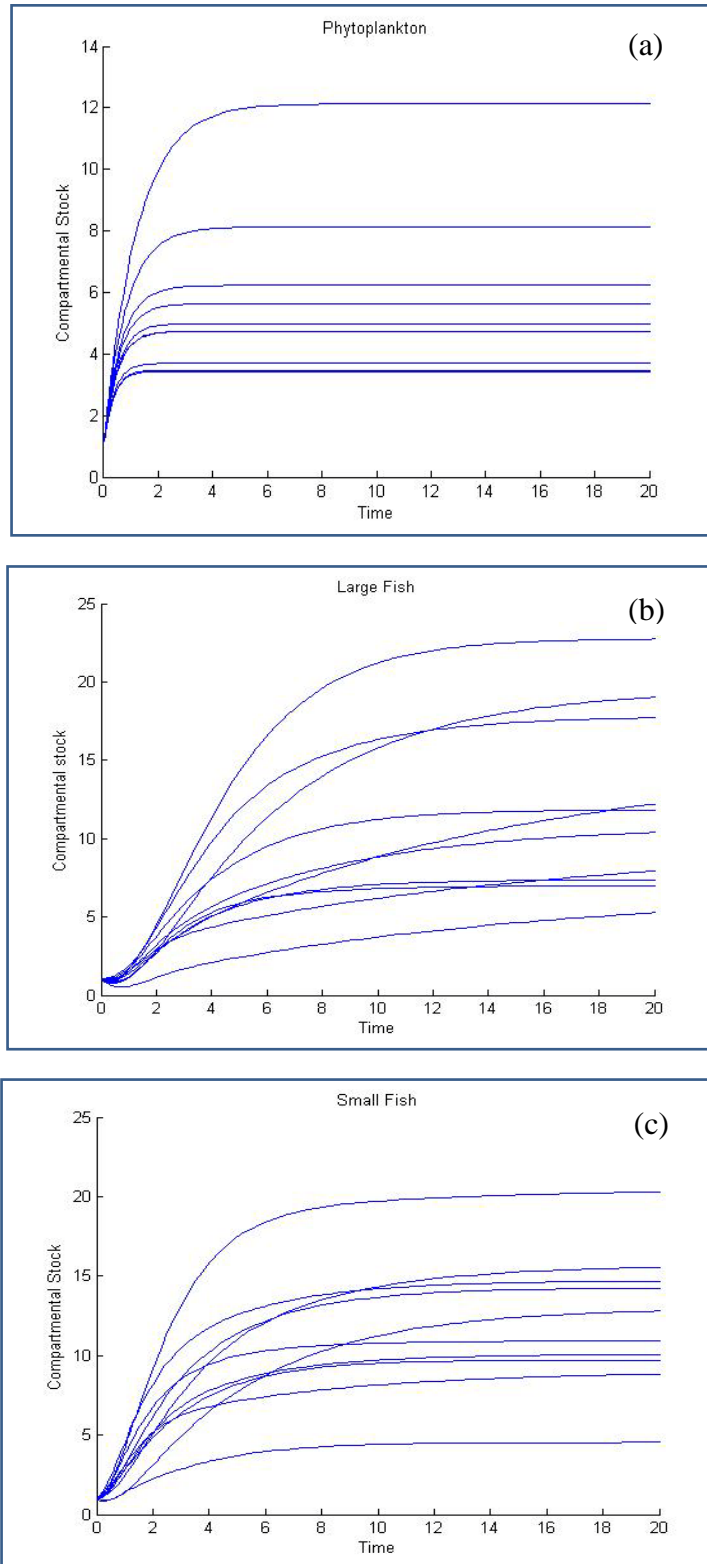 Phytoplankton
(a)
14
12
10
8
6
4
2
0
Compartmental Stock
0 2 4 6 8 10 12 14 16 18 20
Time
Large Fish
(b)
25
20
15
10
5
0
Compartmental stock
0 2 4 6 8 10 12 14 16 18 20
Time
Small Fish
(c)
25
20
15
10
5
0
Compartmental Stock
0 2 4 6 8 10 12 14 16 18 20
Time